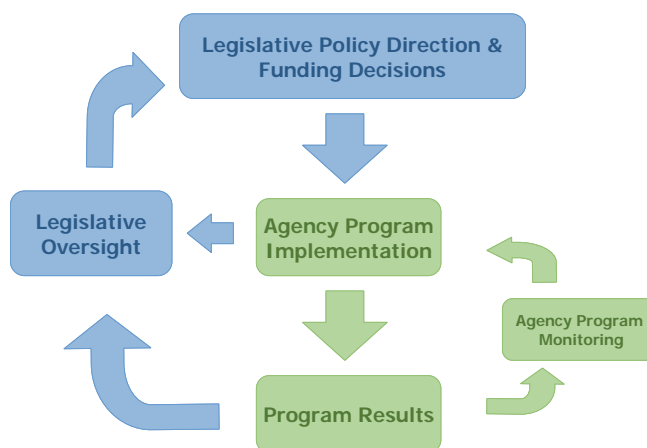 Legislative Policy Direction &
Funding Decisions
Legislative
Oversight
Agency Program
Implementation
Agency Program
Monitoring
Program Results